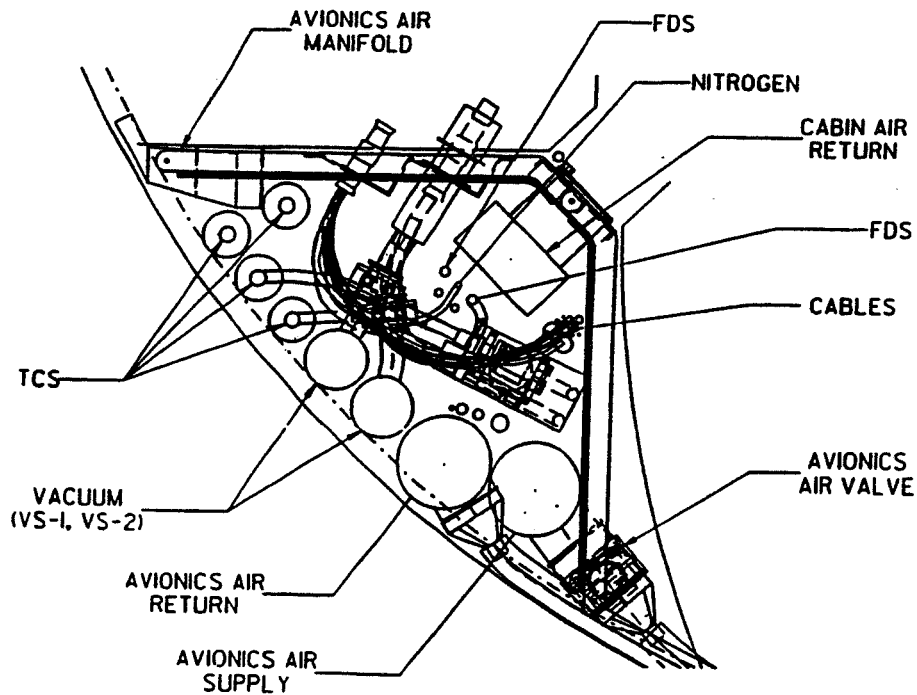 AVIONICS AIR
MANIFOLD
FDS
NITROGEN
CABIN AIR
RETURN
FDS
CABLES
TCS
AVIONICS
AIR VALVE
VACUUM
(VS-1, VS-2)
AVIONICS AIR
RETURN
AVIONICS AIR
SUPPLY